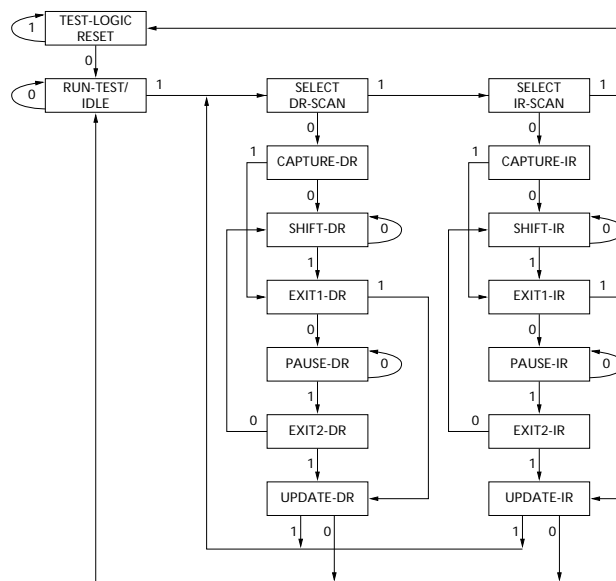 TEST-LOGIC
RESET
1
0
RUN-TEST/
IDLE
0
1
SELECT
DR-SCAN
1
SELECT
IR-SCAN
1
0
0
1
CAPTURE-DR
1
CAPTURE-IR
0
0
SHIFT-DR
0
SHIFT-IR
0
1
1
EXIT1-DR
1
EXIT1-IR
1
0
0
PAUSE-DR
0
PAUSE-IR
0
1
1
0
EXIT2-DR
0
EXIT2-IR
1
1
UPDATE-DR
UPDATE-IR
1
0
1
0